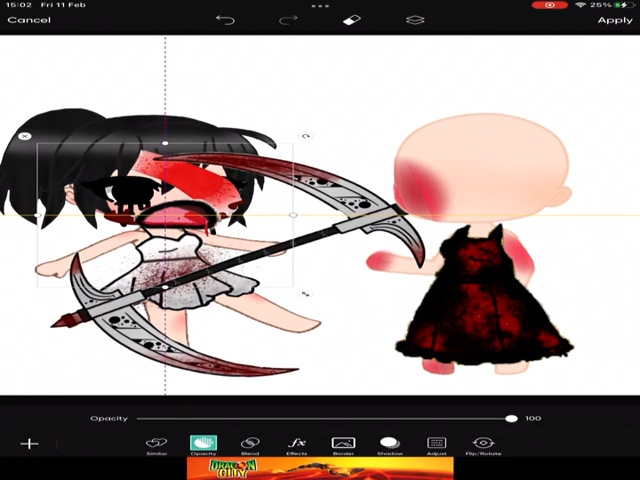 15:02 Fri 11 Feb
25%
Cancel
Apply
Opacity 100
Similar Opacity Blend Effects Border Shadow Adjust Flip/Rotate
fx
DRAGON
CITY